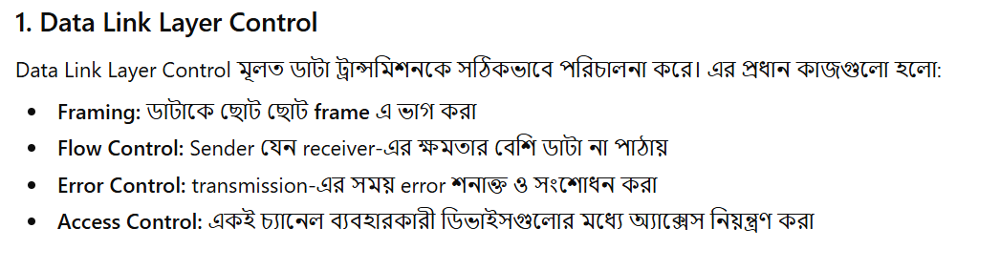 1. Data Link Layer Control
Data Link Layer Control মূলত ডাটা ট্রান্সমিশনকে সঠিকভাবে পরিচালনা করে। এর প্রধান কাজগুলো হলো:
• Framing: ডাটাকে ছোট ছোট frame এ ভাগ করা
• Flow Control: Sender যেন receiver-এর ক্ষমতার বেশি ডাটা না পাঠায়
• Error Control: transmission-এর সময় error শনাক্ত ও সংশোধন করা
• Access Control: একই চ্যানেল ব্যবহারকারী ডিভাইসগুলোর মধ্যে অ্যাক্সেস নিয়ন্ত্রণ করা